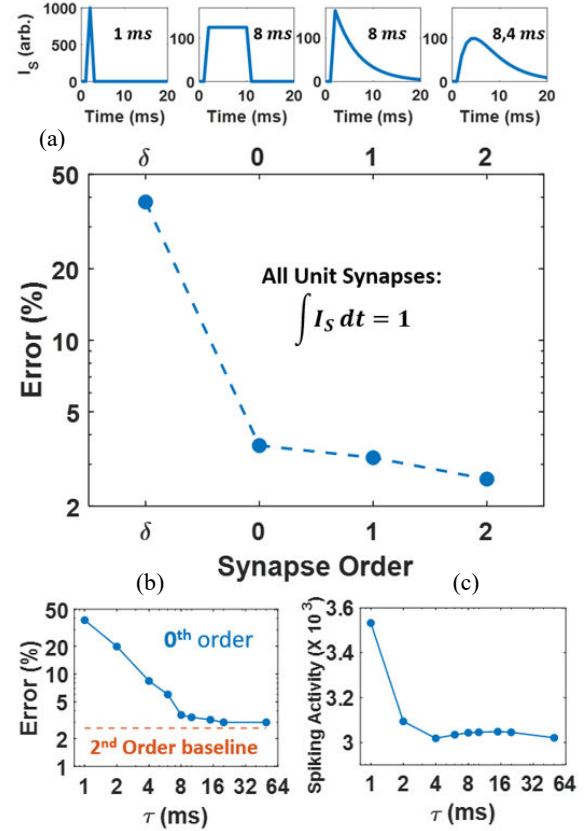 1 ms 8 ms 8 ms 8,4 ms
I_S (arb.)
1000
500
0
100
0
100
0
100
0
0 10 20 0 10 20 0 10 20 0 10 20
Time (ms) Time (ms) Time (ms) Time (ms)
(a)
δ 0 1 2
50
20
10
5
2
Error (%)
All Unit Synapses:
∫ I_S dt = 1
δ 0 1 2
Synapse Order
(b) (c)
50
20
10
5
2
1
Error (%)
0th order
2nd Order baseline
1 2 4 8 16 32 64
τ (ms)
3.6
3.4
3.2
3
Spiking Activity (X 10^3)
1 2 4 8 16 32 64
τ (ms)